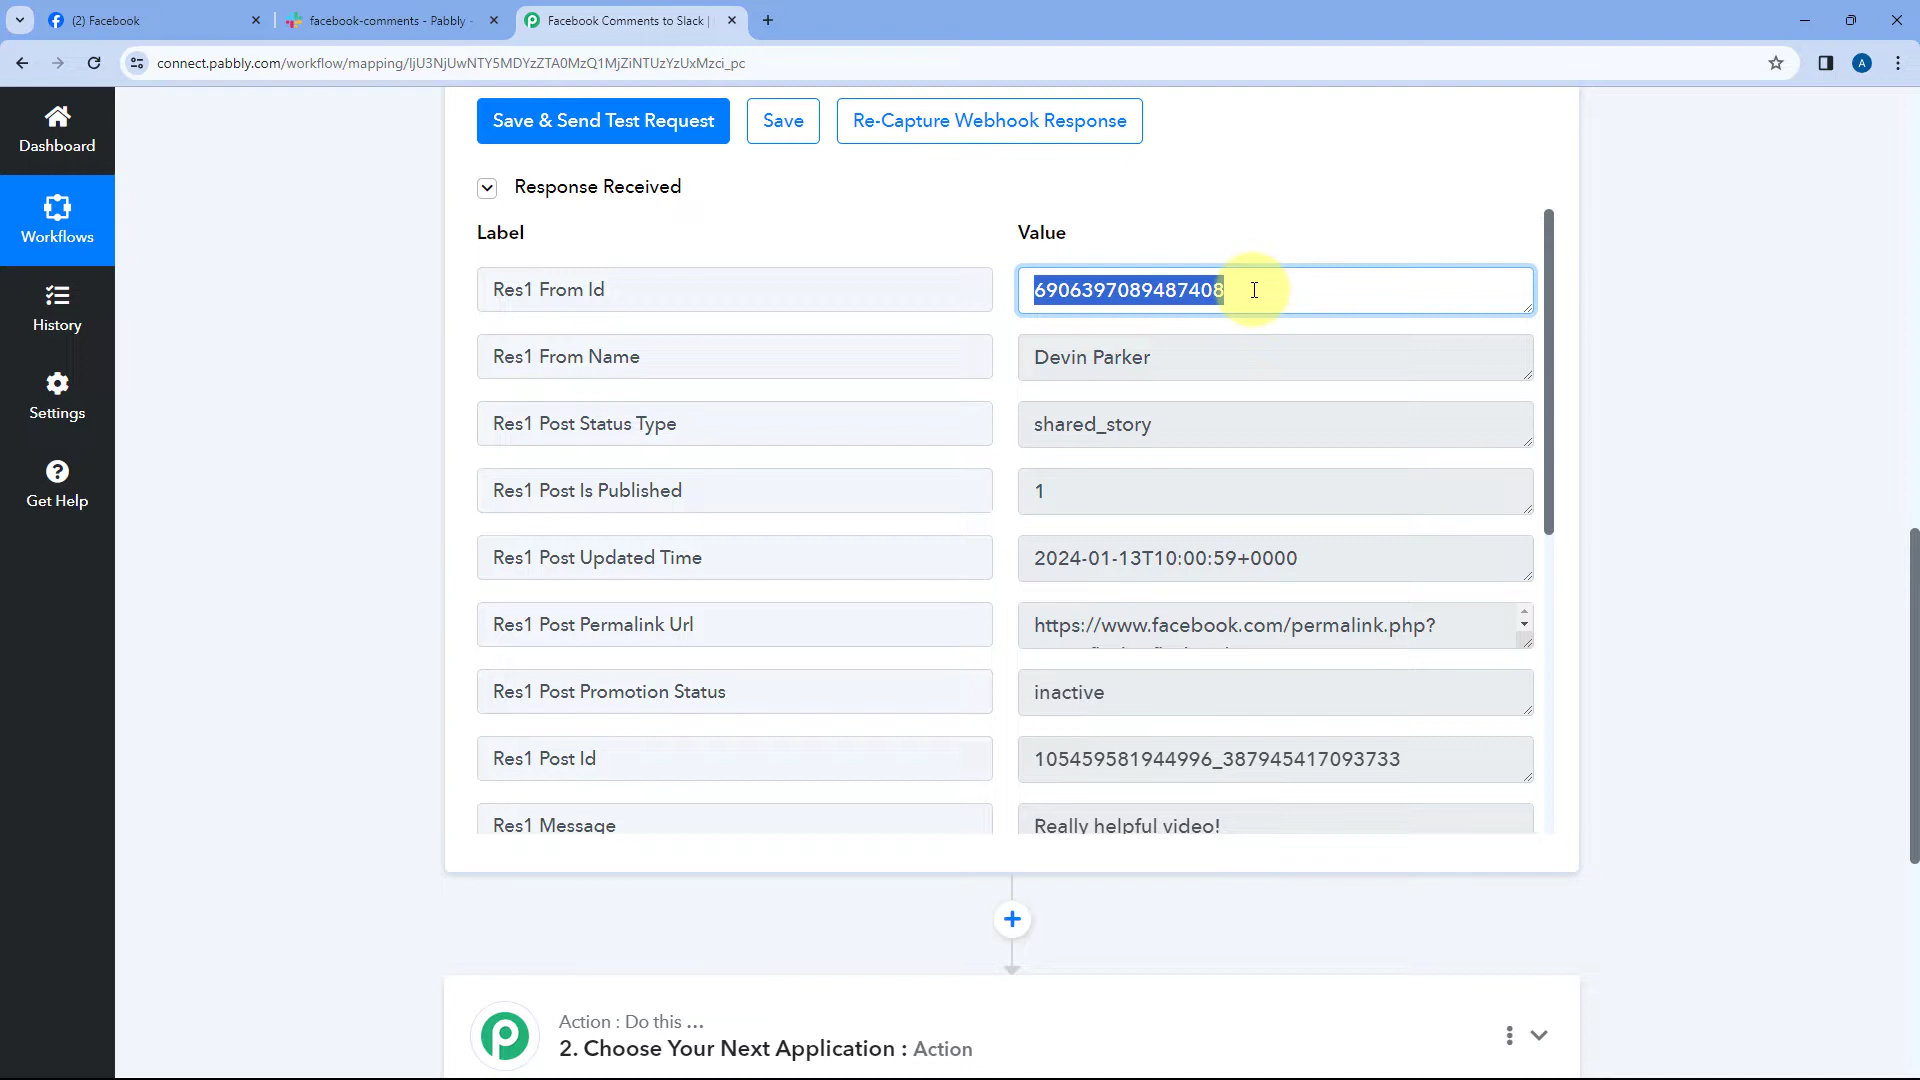 (2) Facebook
facebook-comments - Pabbly -
Facebook Comments to Slack |
connect.pabbly.com/workflow/mapping/IjU3NjUwNTY5MDYzZTA0MzQ1MjZiNTUzYzUxMzci_pc
A
Dashboard
Workflows
History
Settings
Get Help
Save & Send Test Request
Save
Re-Capture Webhook Response
Response Received
Label
Value
Res1 From Id
6906397089487408
Res1 From Name
Devin Parker
Res1 Post Status Type
shared_story
Res1 Post Is Published
1
Res1 Post Updated Time
2024-01-13T10:00:59+0000
Res1 Post Permalink Url
https://www.facebook.com/permalink.php?
Res1 Post Promotion Status
inactive
Res1 Post Id
105459581944996_387945417093733
Res1 Message
Really helpful video!
Action : Do this ...
2. Choose Your Next Application : Action